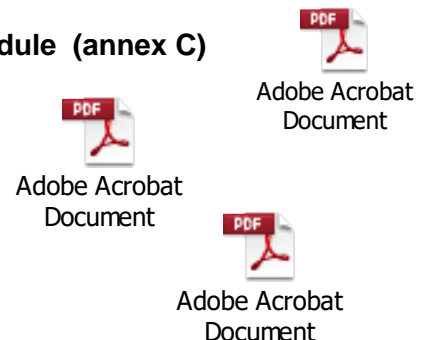 dule (annex C)
PDF
Adobe Acrobat
Document
PDF
Adobe Acrobat
Document
PDF
Adobe Acrobat
Document